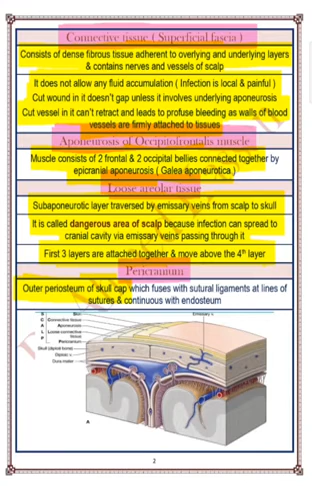 Connective tissue ( Superficial fascia )
Consists of dense fibrous tissue adherent to overlying and underlying layers
& contains nerves and vessels of scalp
It does not allow any fluid accumulation ( Infection is local & painful )
Cut wound in it doesn't gap unless it involves underlying aponeurosis
Cut vessel in it can't retract and leads to profuse bleeding as walls of blood
vessels are firmly attached to tissues
Aponeurosis of Occipitofrontalis muscle
Muscle consists of 2 frontal & 2 occipital bellies connected together by
epicranial aponeurosis ( Galea aponeurotica )
Loose areolar tissue
Subaponeurotic layer traversed by emissary veins from scalp to skull
It is called dangerous area of scalp because infection can spread to
cranial cavity via emissary veins passing through it
First 3 layers are attached together & move above the 4th layer
Pericranium
Outer periosteum of skull cap which fuses with sutural ligaments at lines of
sutures & continuous with endosteum
S Skin Emissary v.
C Connective tissue
A Aponeurosis
L Loose connective
tissue
P Pericranium
Skull (diploid bone)
Diploic v.
Dura mater
A
2